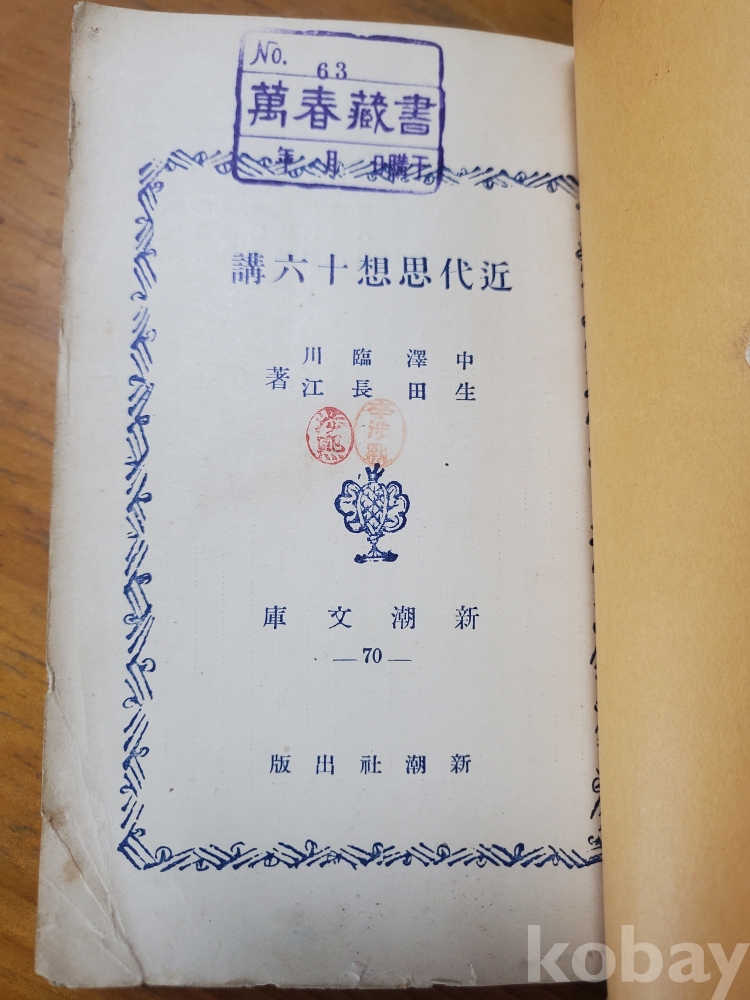 No. 63
萬春藏書
年 月 日購于
近代思想十六講
中澤臨川
生田長江 著
新潮文庫
—70—
新潮社出版
kobay